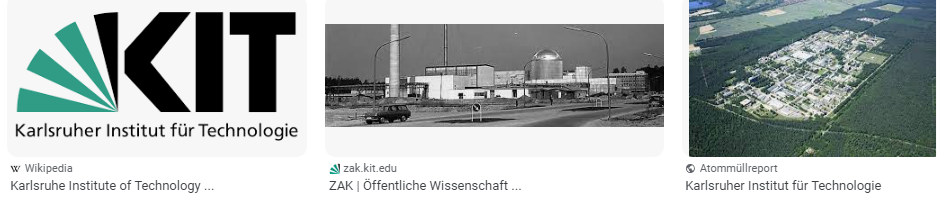 KIT
Karlsruher Institut für Technologie
W Wikipedia
Karlsruhe Institute of Technology ...
zak.kit.edu
ZAK | Öffentliche Wissenschaft ...
Atommüllreport
Karlsruher Institut für Technologie